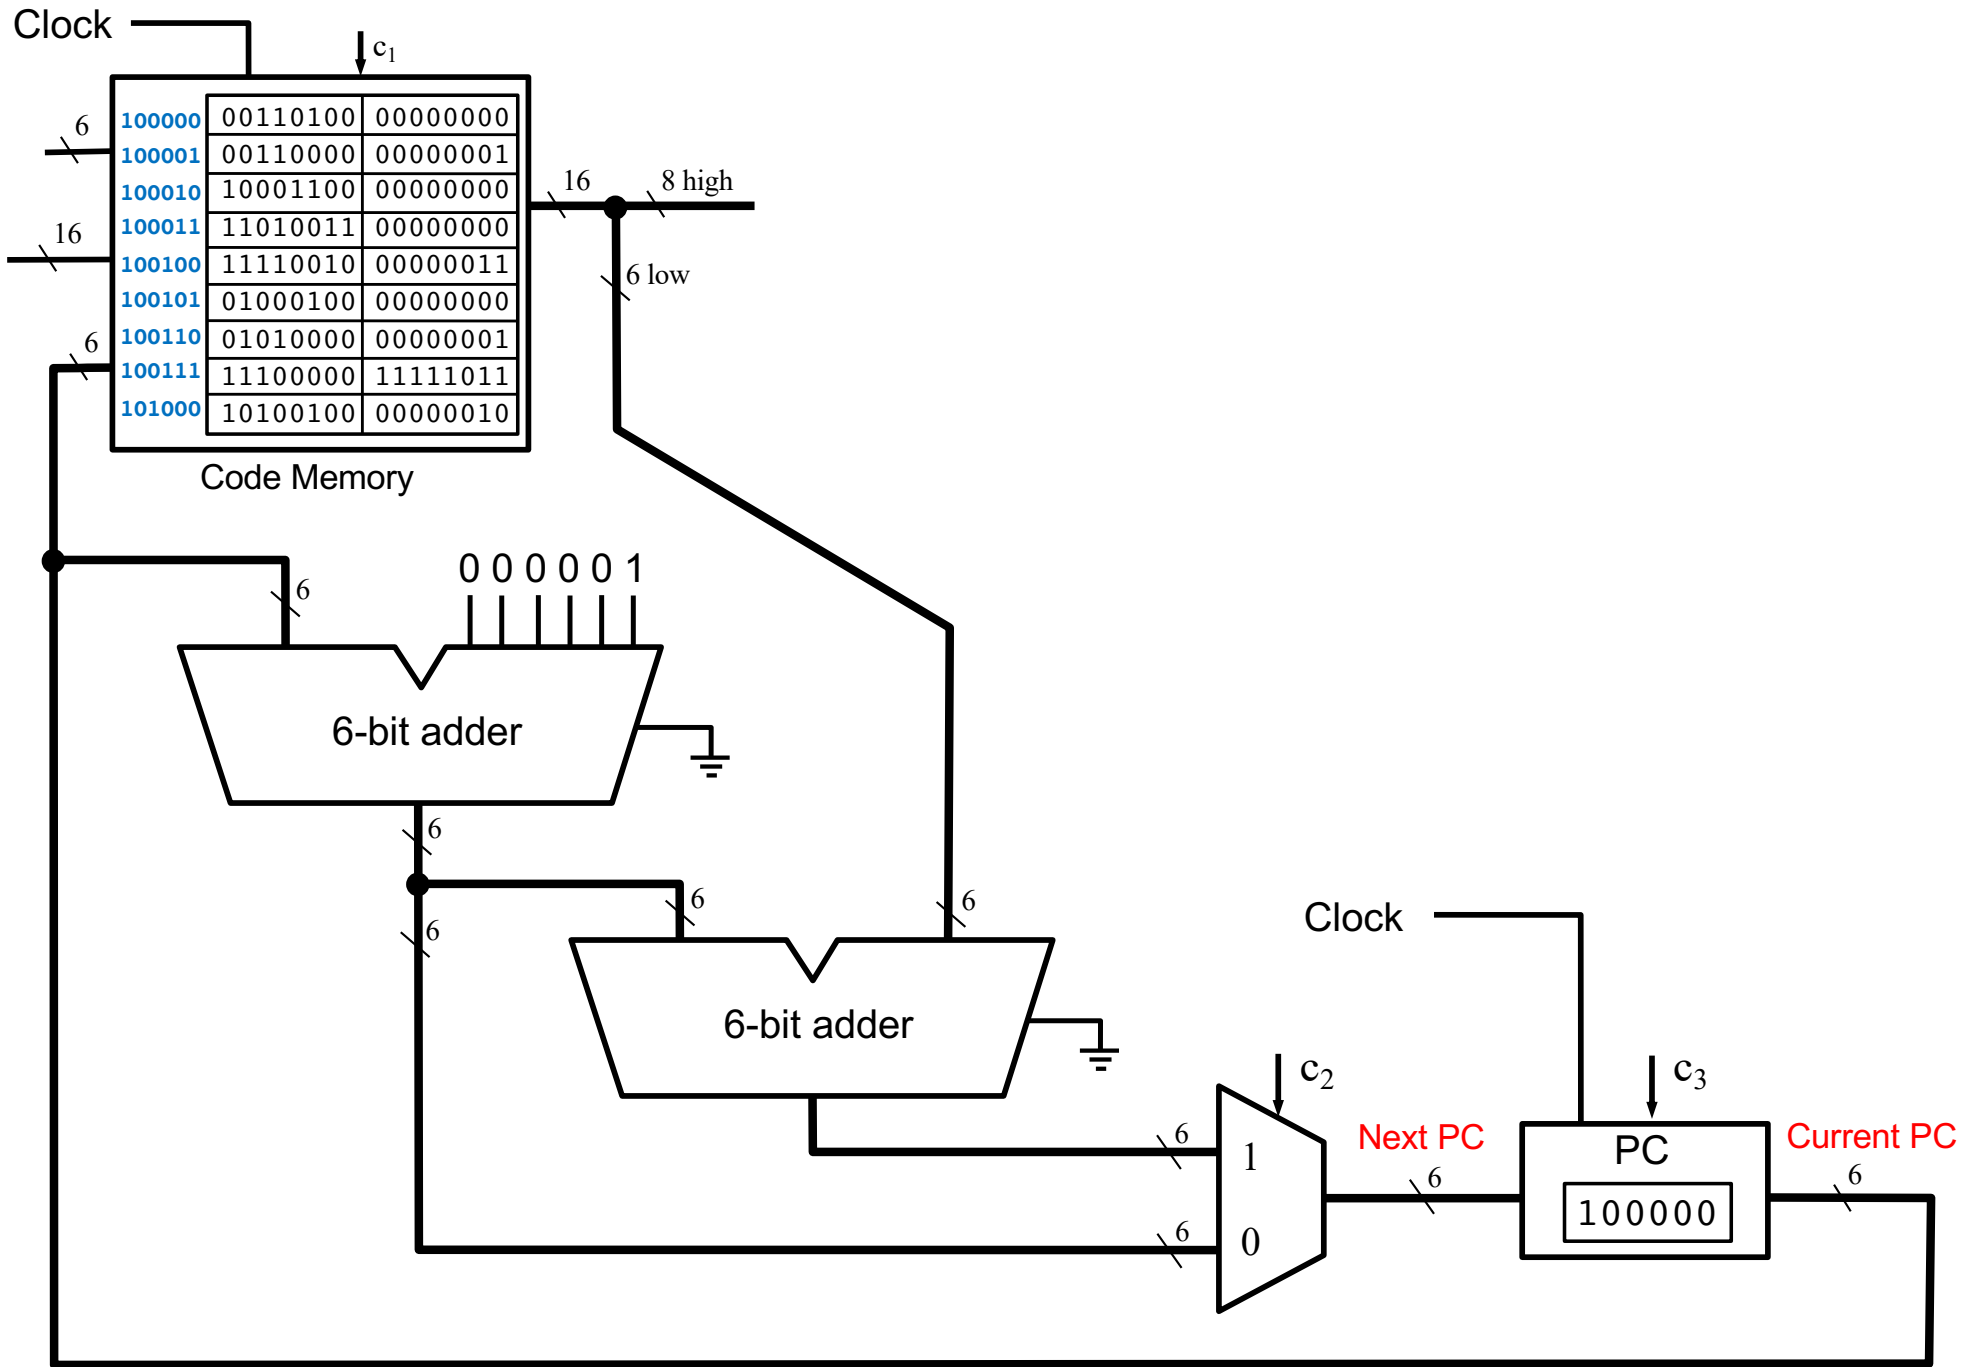 Clock
c1
100000 00110100 00000000
100001 00110000 00000001
100010 10001100 00000000
100011 11010011 00000000
100100 11110010 00000011
100101 01000100 00000000
100110 01010000 00000001
100111 11100000 11111011
101000 10100100 00000010
6
16
6
16
8 high
6 low
Code Memory
6
0 0 0 0 0 1
6-bit adder
6
6
6
6
6-bit adder
Clock
c2
c3
6
1
6
0
Next PC
6
PC
100000
Current PC
6